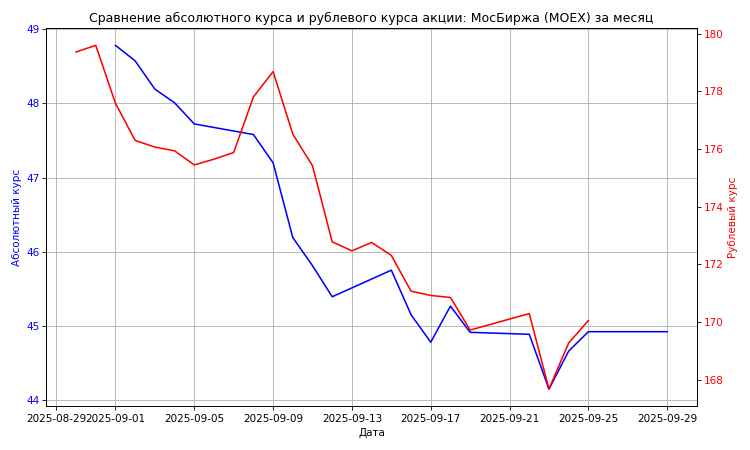 Сравнение абсолютного курса и рублевого курса акции: МосБиржа (MOEX) за месяц
49
48
47
46
45
44
Абсолютный курс
180
178
176
174
172
170
168
Рублевый курс
2025-08-29 2025-09-01 2025-09-05 2025-09-09 2025-09-13 2025-09-17 2025-09-21 2025-09-25 2025-09-29
Дата